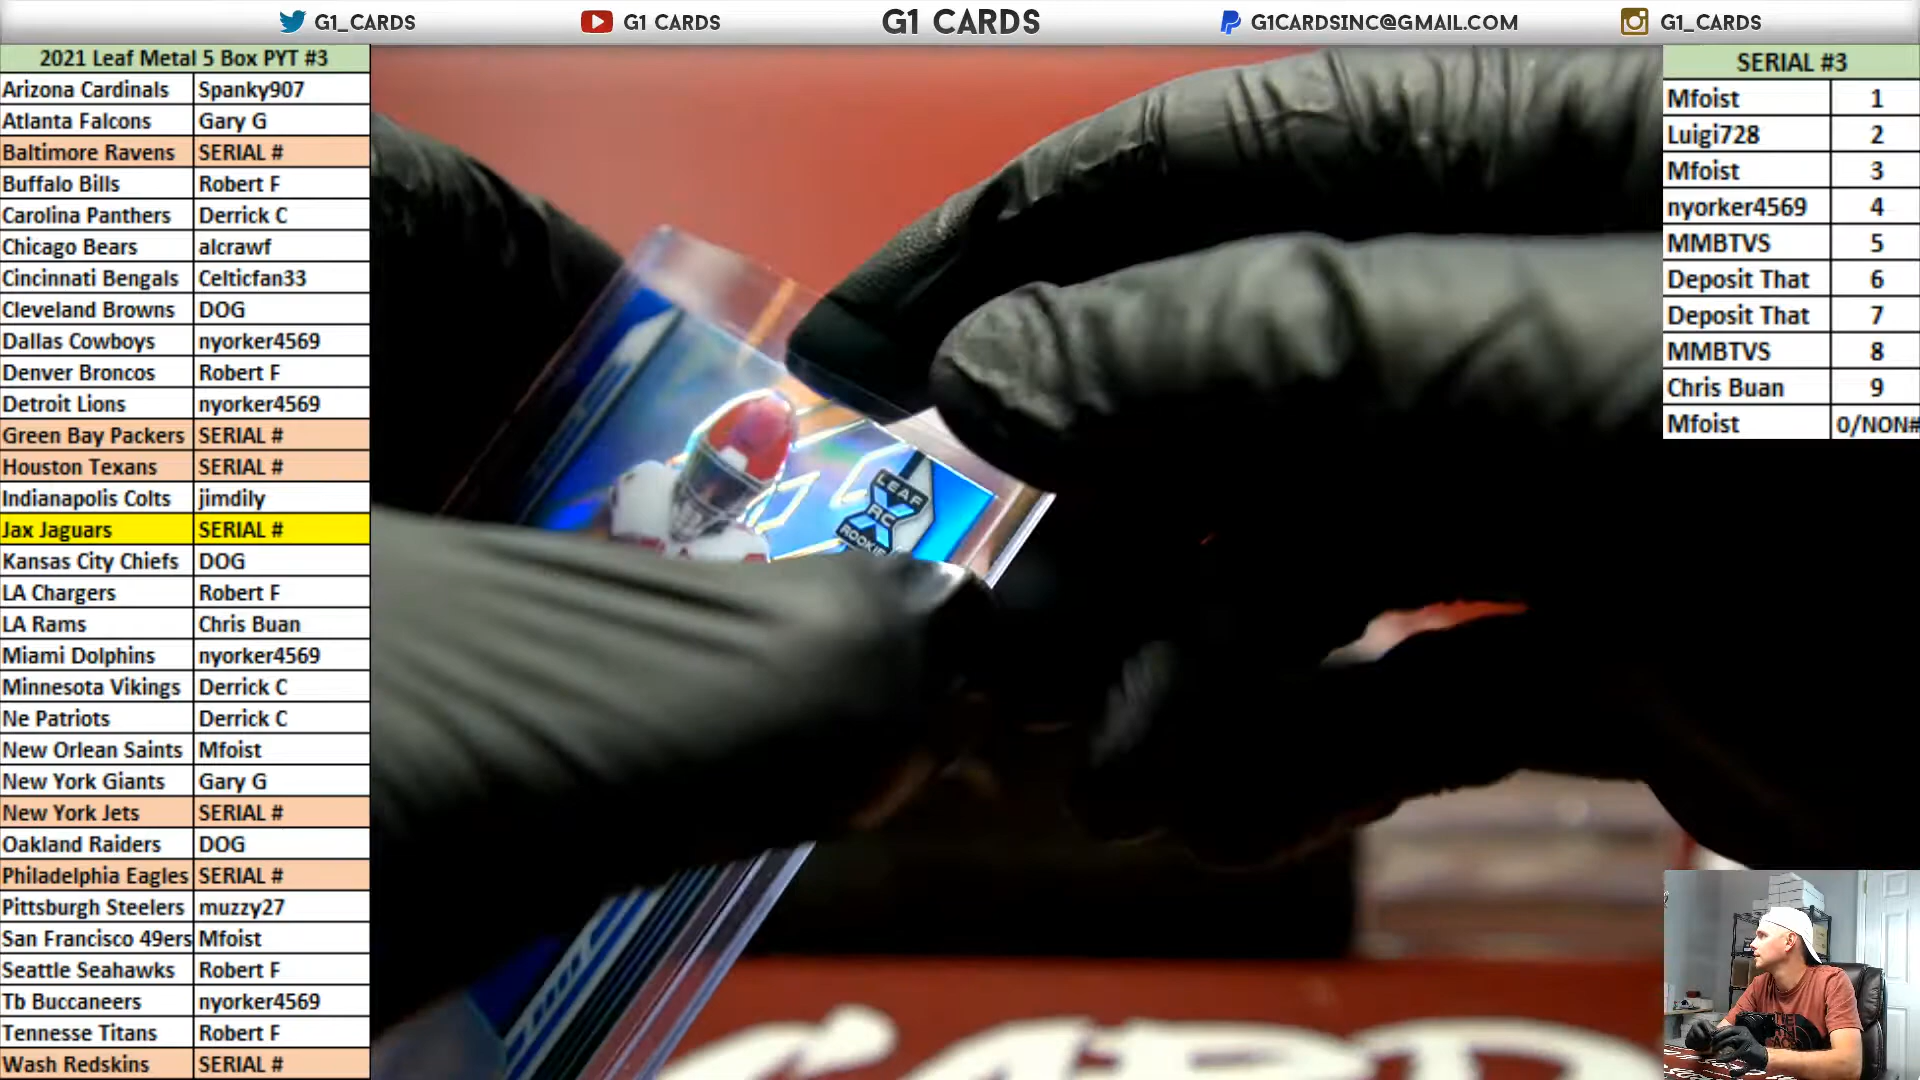 G1_CARDS G1 CARDS G1 CARDS G1CARDSINC@GMAIL.COM G1_CARDS
2021 Leaf Metal 5 Box PYT #3
Arizona Cardinals Spanky907
Atlanta Falcons Gary G
Baltimore Ravens SERIAL #
Buffalo Bills Robert F
Carolina Panthers Derrick C
Chicago Bears alcrawf
Cincinnati Bengals Celticfan33
Cleveland Browns DOG
Dallas Cowboys nyorker4569
Denver Broncos Robert F
Detroit Lions nyorker4569
Green Bay Packers SERIAL #
Houston Texans SERIAL #
Indianapolis Colts jimdily
Jax Jaguars SERIAL #
Kansas City Chiefs DOG
LA Chargers Robert F
LA Rams Chris Buan
Miami Dolphins nyorker4569
Minnesota Vikings Derrick C
Ne Patriots Derrick C
New Orlean Saints Mfoist
New York Giants Gary G
New York Jets SERIAL #
Oakland Raiders DOG
Philadelphia Eagles SERIAL #
Pittsburgh Steelers muzzy27
San Francisco 49ers Mfoist
Seattle Seahawks Robert F
Tb Buccaneers nyorker4569
Tennesse Titans Robert F
Wash Redskins SERIAL #
SERIAL #3
Mfoist 1
Luigi728 2
Mfoist 3
nyorker4569 4
MMBTVS 5
Deposit That 6
Deposit That 7
MMBTVS 8
Chris Buan 9
Mfoist 0/NON#
LEAF
RC
ROOKIE